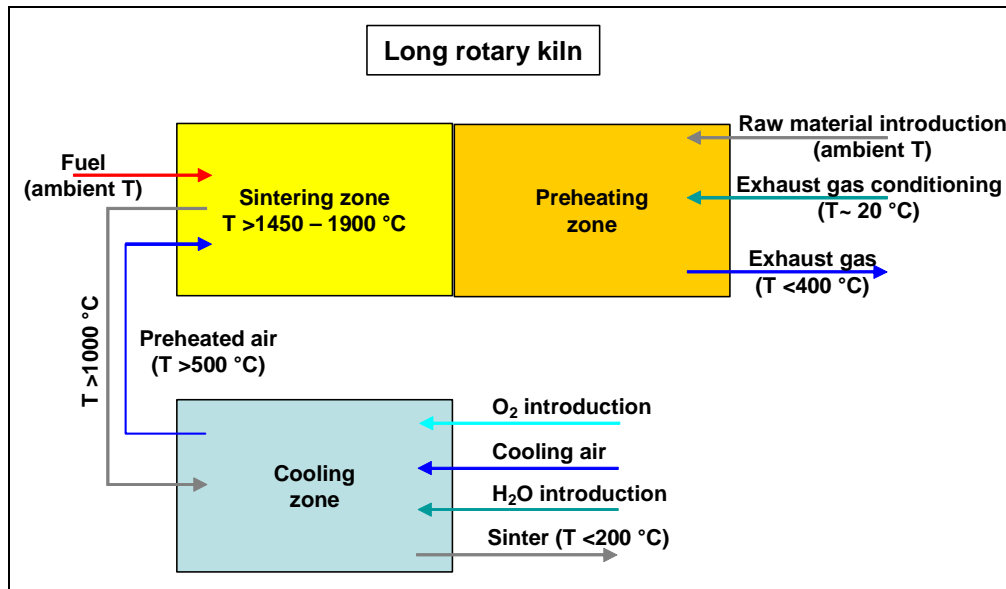 Long rotary kiln
Fuel
(ambient T)
Sintering zone
T >1450 – 1900 °C
Preheating
zone
Raw material introduction
(ambient T)
Exhaust gas conditioning
(T~ 20 °C)
Exhaust gas
(T <400 °C)
T >1000 °C
Preheated air
(T >500 °C)
Cooling
zone
O₂ introduction
Cooling air
H₂O introduction
Sinter (T <200 °C)